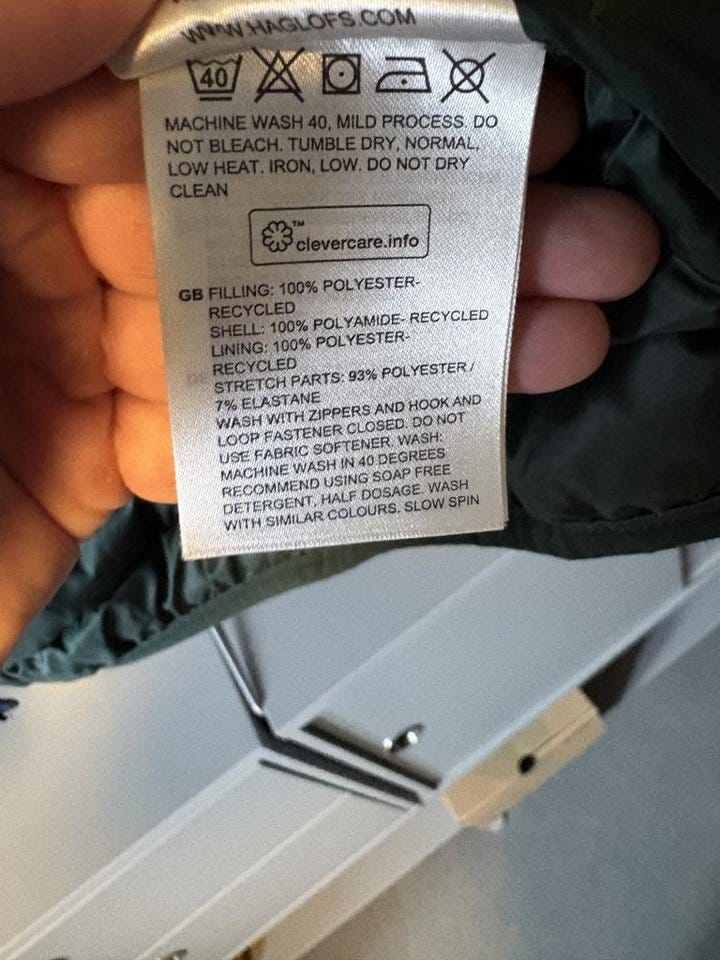 WWW.HAGLOFS.COM
40
MACHINE WASH 40, MILD PROCESS. DO
NOT BLEACH. TUMBLE DRY, NORMAL,
LOW HEAT. IRON, LOW. DO NOT DRY
CLEAN
™
clevercare.info
GB FILLING: 100% POLYESTER-
RECYCLED
SHELL: 100% POLYAMIDE- RECYCLED
LINING: 100% POLYESTER-
RECYCLED
STRETCH PARTS: 93% POLYESTER /
7% ELASTANE
WASH WITH ZIPPERS AND HOOK AND
LOOP FASTENER CLOSED. DO NOT
USE FABRIC SOFTENER. WASH:
MACHINE WASH IN 40 DEGREES
RECOMMEND USING SOAP FREE
DETERGENT, HALF DOSAGE. WASH
WITH SIMILAR COLOURS. SLOW SPIN